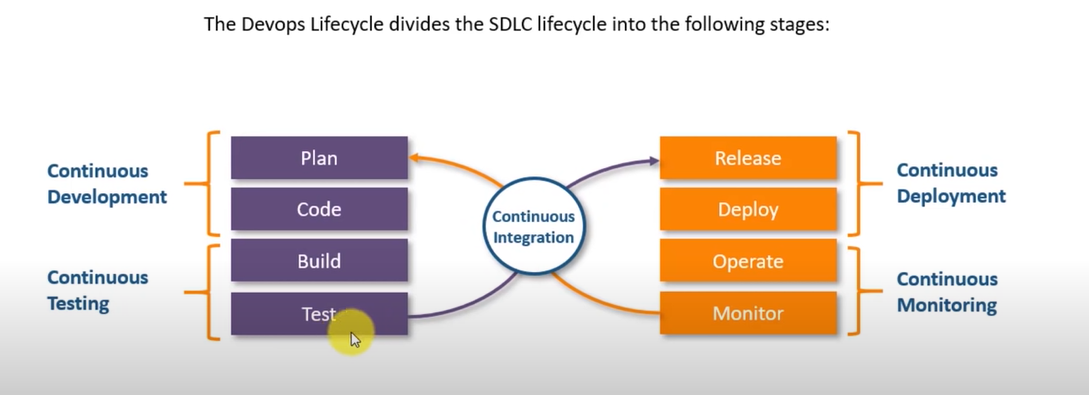 The Devops Lifecycle divides the SDLC lifecycle into the following stages:
Continuous
Development
Plan
Code
Continuous
Testing
Build
Test
Continuous
Integration
Release
Deploy
Continuous
Deployment
Operate
Monitor
Continuous
Monitoring